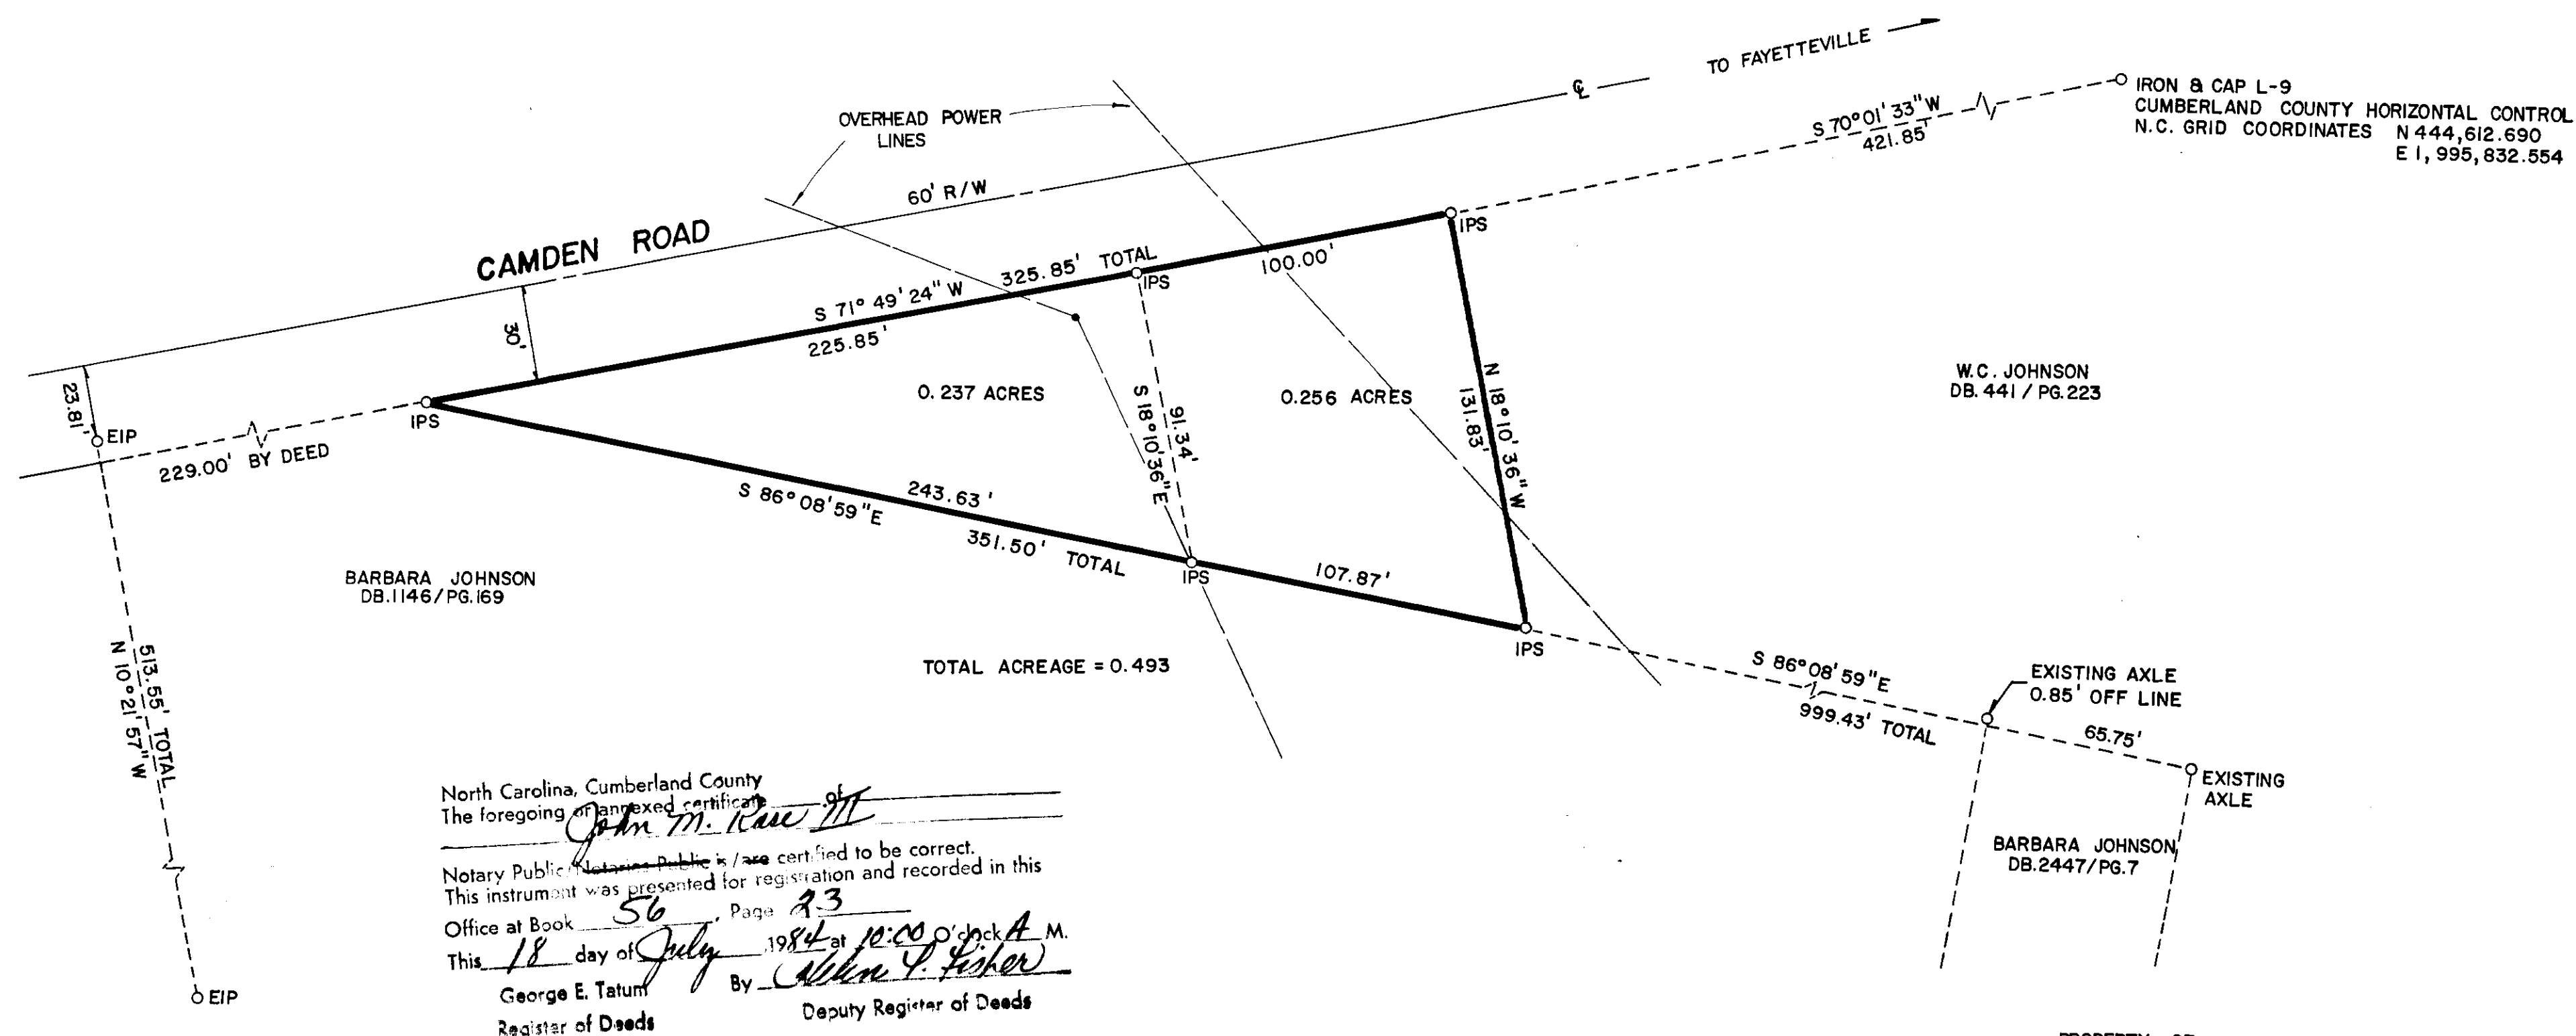 TO FAYETTEVILLE
IRON & CAP L-9
CUMBERLAND COUNTY HORIZONTAL CONTROL
N.C. GRID COORDINATES N 444,612.690
E 1,995,832.554
S 70°01'33"W
421.85'
℄
OVERHEAD POWER
LINES
60' R/W
CAMDEN ROAD
325.85' TOTAL
S 71° 49' 24" W
225.85'
IPS
100.00'
IPS
30'
23.81'
EIP
229.00' BY DEED
IPS
0.237 ACRES
91.34'
S 18°10'36"E
0.256 ACRES
N 18°10'36"W
131.83'
W.C. JOHNSON
DB. 441 / PG. 223
243.63'
S 86°08'59"E
351.50' TOTAL
IPS
107.87'
IPS
BARBARA JOHNSON
DB.1146/PG.169
513.55' TOTAL
N 10°21'57" W
EIP
TOTAL ACREAGE = 0.493
S 86°08'59"E
999.43' TOTAL
EXISTING AXLE
0.85' OFF LINE
65.75'
EXISTING
AXLE
BARBARA JOHNSON
DB.2447/PG.7
North Carolina, Cumberland County
The foregoing or annexed certificate of
John M. Rose III
Notary Public/Notaries Public is/are certified to be correct.
This instrument was presented for registration and recorded in this
Office at Book 56, Page 23
This 18 day of July 1984 at 10:00 O'clock A M.
George E. Tatum By Helen L. Fisher
Register of Deeds Deputy Register of Deeds
PROPERTY OF